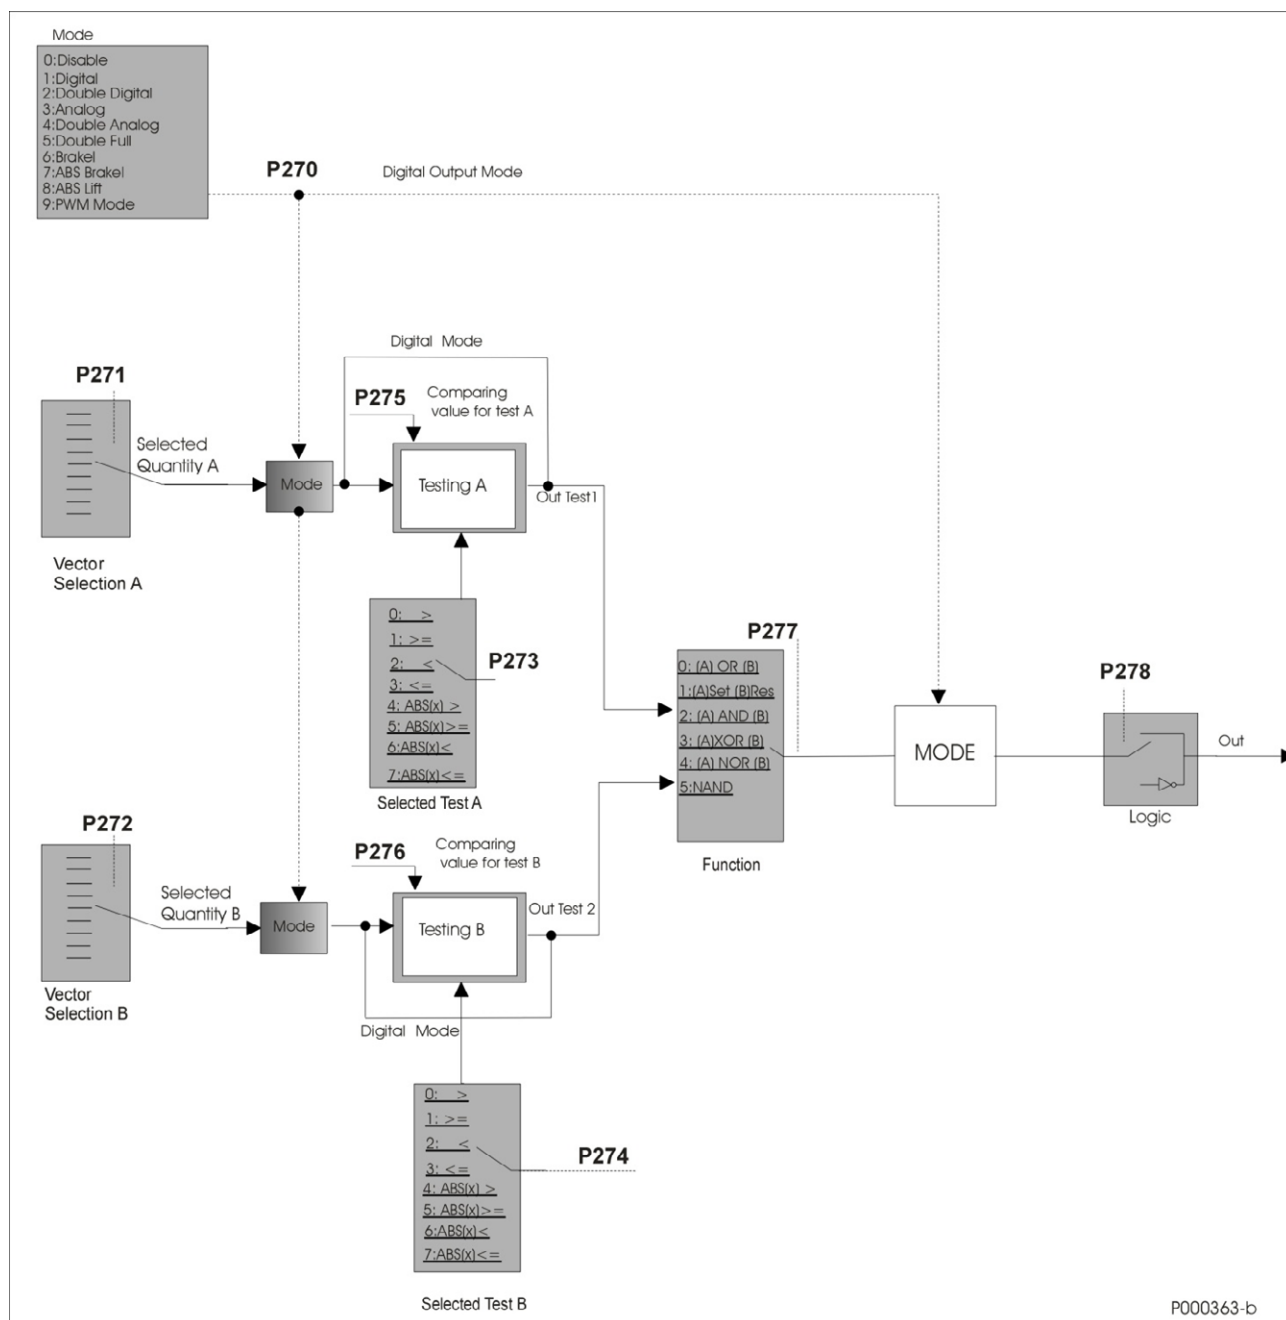 Mode
0:Disable
1:Digital
2:Double Digital
3:Analog
4:Double Analog
5:Double Full
6:Brakel
7:ABS Brakel
8:ABS Lift
9:PWM Mode
P270
Digital Output Mode
Digital Mode
P271
P275
Comparing
value for test A
Selected
Quantity A
Mode
Testing A
Out Test1
Vector
Selection A
0: >
1: >=
2: <
3: <=
4: ABS(x) >
5: ABS(x)>=
6:ABS(x)<
7:ABS(x)<=
P273
Selected Test A
P277
0: (A) OR (B)
1:(A)Set (B)Res
2: (A) AND (B)
3: (A)XOR (B)
4: (A) NOR (B)
5:NAND
Function
MODE
P278
Out
Logic
P272
P276
Comparing
value for test B
Selected
Quantity B
Mode
Testing B
Out Test 2
Vector
Selection B
Digital Mode
0: >
1: >=
2: <
3: <=
4: ABS(x) >
5: ABS(x)>=
6:ABS(x)<
7:ABS(x)<=
P274
Selected Test B
P000363-b